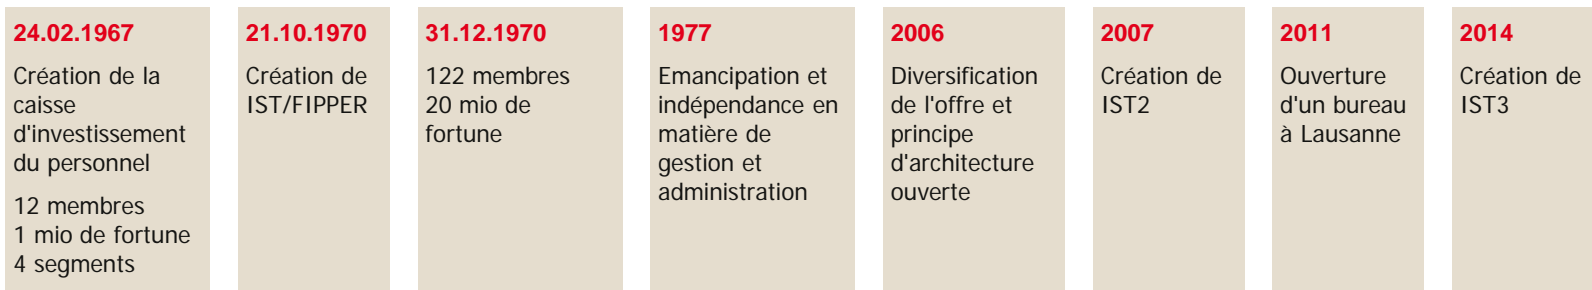 24.02.1967
Création de la
caisse
d'investissement
du personnel
12 membres
1 mio de fortune
4 segments
21.10.1970
Création de
IST/FIPPER
31.12.1970
122 membres
20 mio de
fortune
1977
Emancipation et
indépendance en
matière de
gestion et
administration
2006
Diversification
de l'offre et
principe
d'architecture
ouverte
2007
Création de
IST2
2011
Ouverture
d'un bureau
à Lausanne
2014
Création de
IST3